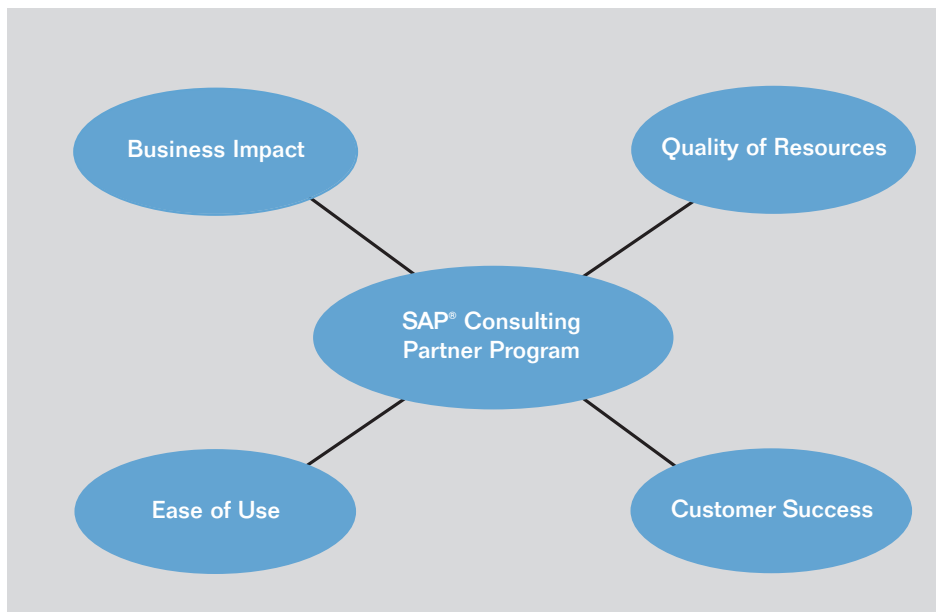 Business Impact
Quality of Resources
SAP® Consulting
Partner Program
Ease of Use
Customer Success